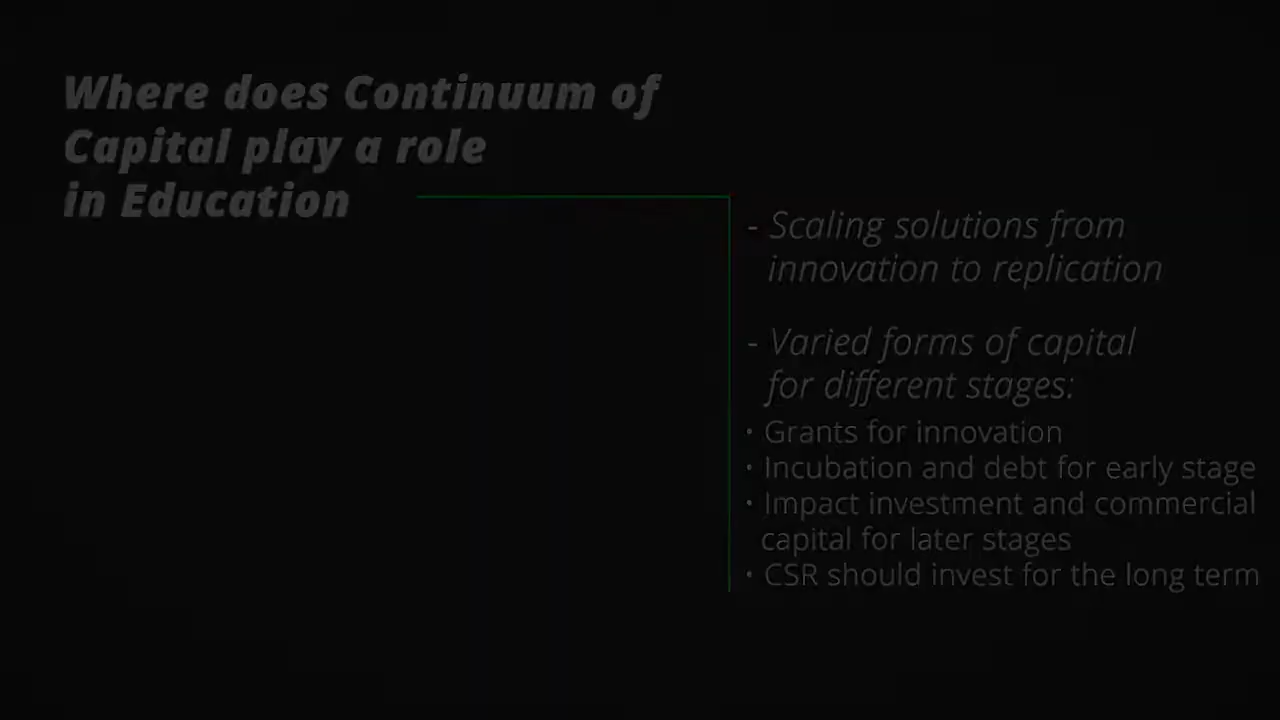 Where does Continuum of
Capital play a role
in Education
- Scaling solutions from
innovation to replication
- Varied forms of capital
for different stages:
• Grants for innovation
• Incubation and debt for early stage
• Impact investment and commercial
capital for later stages
• CSR should invest for the long term